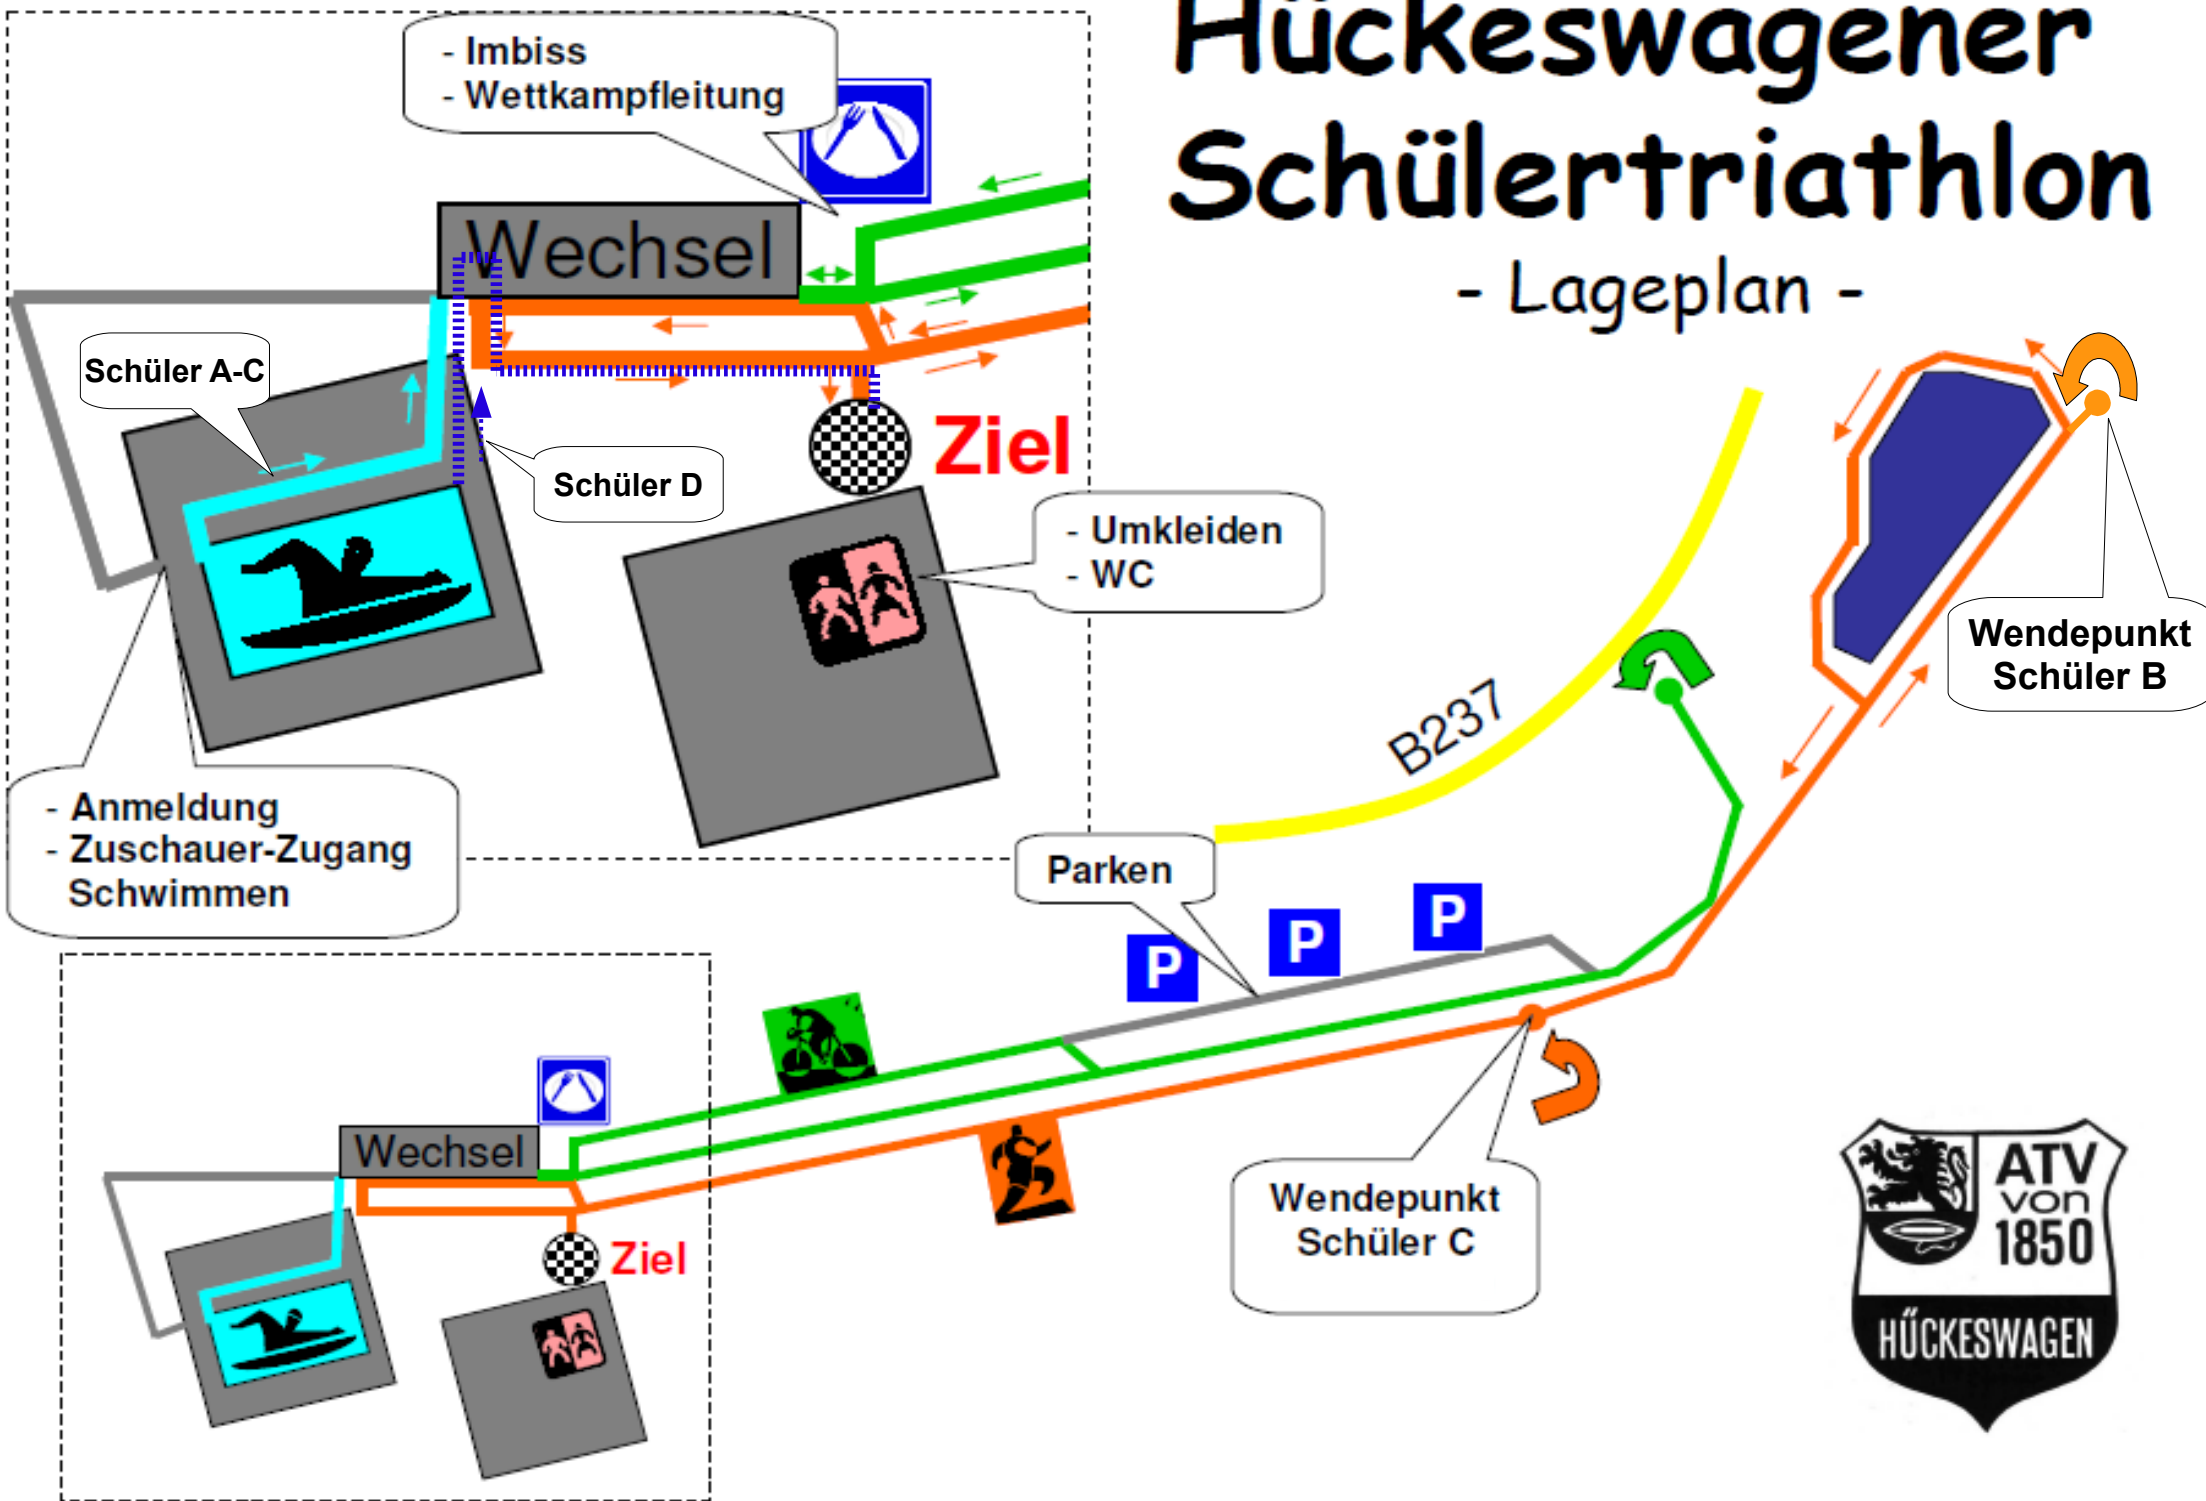 Hückeswagener
Schülertriathlon
- Lageplan -
- Imbiss
- Wettkampfleitung
Wechsel
Schüler A-C
Schüler D
Ziel
- Umkleiden
- WC
- Anmeldung
- Zuschauer-Zugang
Schwimmen
B237
Wendepunkt
Schüler B
Parken
P
P
P
Wechsel
Ziel
Wendepunkt
Schüler C
ATV
von
1850
HÜCKESWAGEN